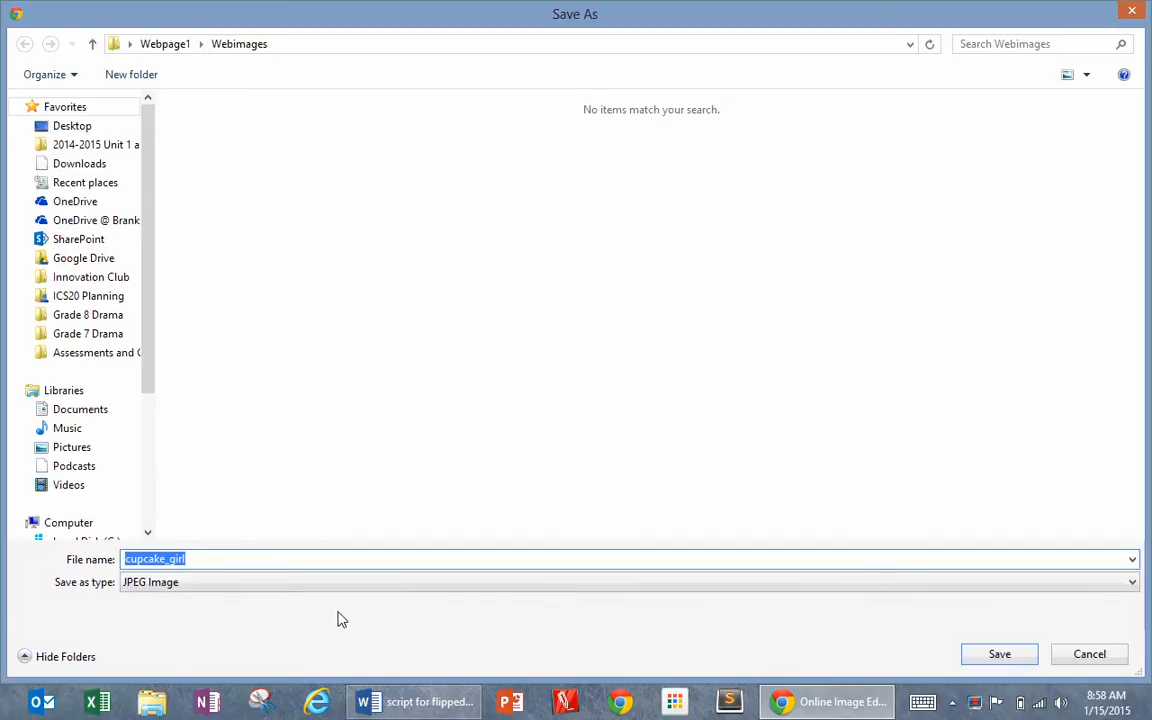 Save As
Webpage1 Webimages
Search Webimages
Organize
New folder
No items match your search.
Favorites
Desktop
2014-2015 Unit 1 a
Downloads
Recent places
OneDrive
OneDrive @ Brank
SharePoint
Google Drive
Innovation Club
ICS20 Planning
Grade 8 Drama
Grade 7 Drama
Assessments and C
Libraries
Documents
Music
Pictures
Podcasts
Videos
Computer
File name: cupcake_girl
Save as type: JPEG Image
Hide Folders
Save
Cancel
script for flipped...
Online Image Ed...
8:58 AM
1/15/2015